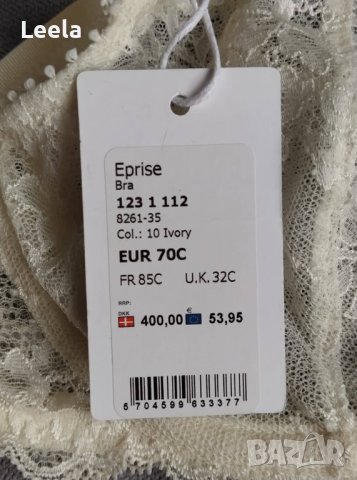 Leela
Eprise
Bra
123 1 112
8261-35
Col.: 10 Ivory
EUR 70C
FR 85C U.K. 32C
RRP:
DKK €
400,00 53,95
5 704599 633377
BAZAR